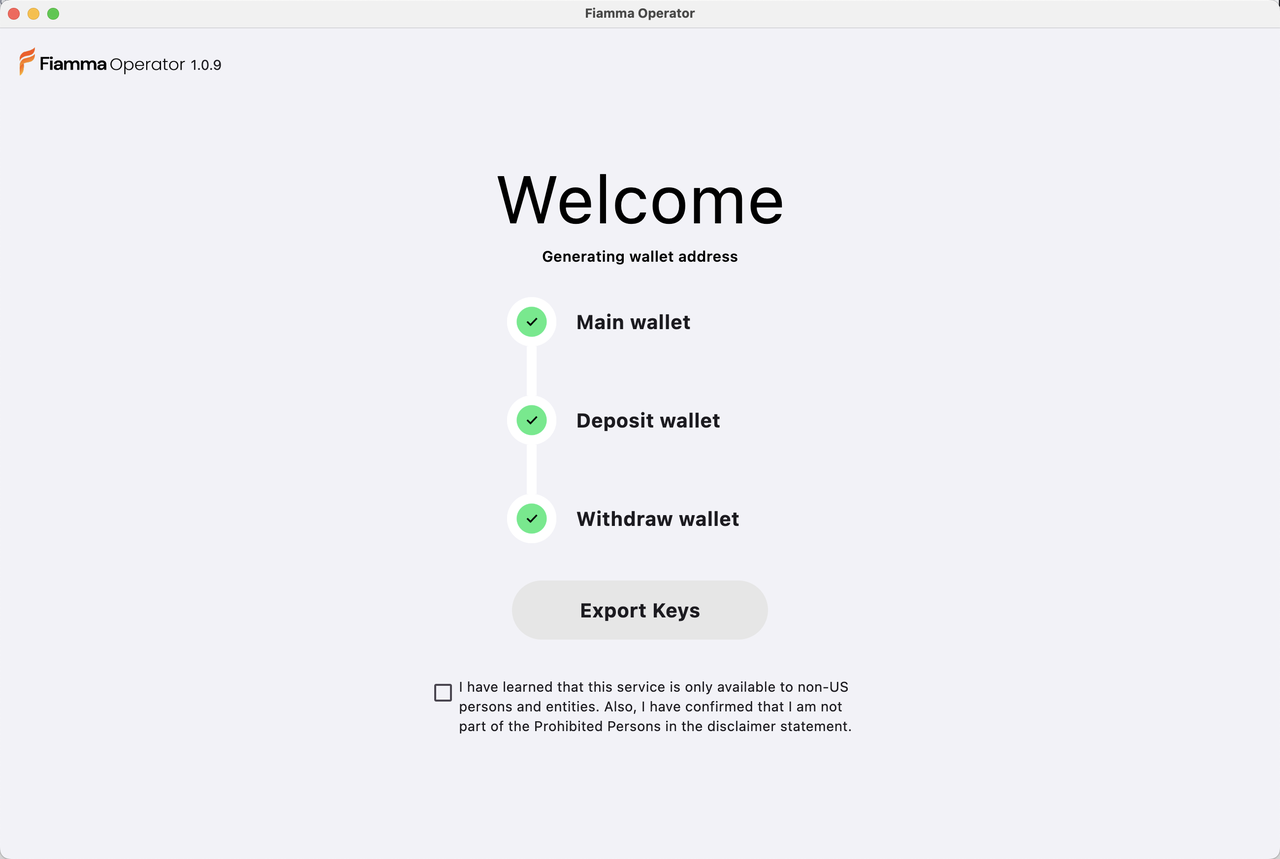 Fiamma Operator
Fiamma Operator 1.0.9
Welcome
Generating wallet address
Main wallet
Deposit wallet
Withdraw wallet
Export Keys
I have learned that this service is only available to non-US
persons and entities. Also, I have confirmed that I am not
part of the Prohibited Persons in the disclaimer statement.